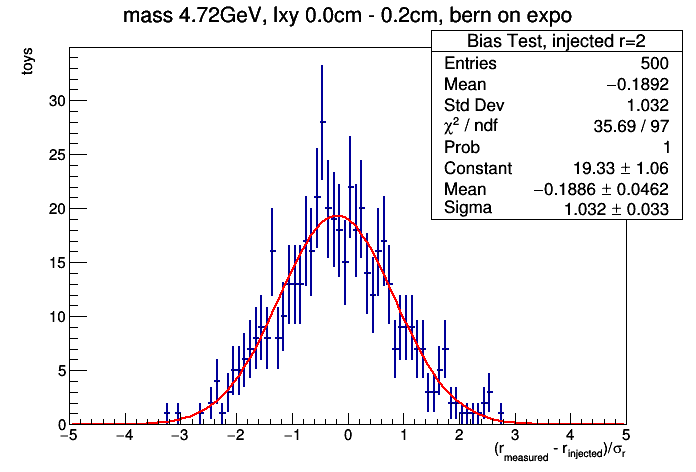 mass 4.72GeV, lxy 0.0cm - 0.2cm, bern on expo
Bias Test, injected r=2
Entries 500
Mean −0.1892
Std Dev 1.032
χ² / ndf 35.69 / 97
Prob 1
Constant 19.33 ± 1.06
Mean −0.1886 ± 0.0462
Sigma 1.032 ± 0.033
toys
30
25
20
15
10
5
0
−5 −4 −3 −2 −1 0 1 2 3 4 5
(r_measured - r_injected)/σ_r